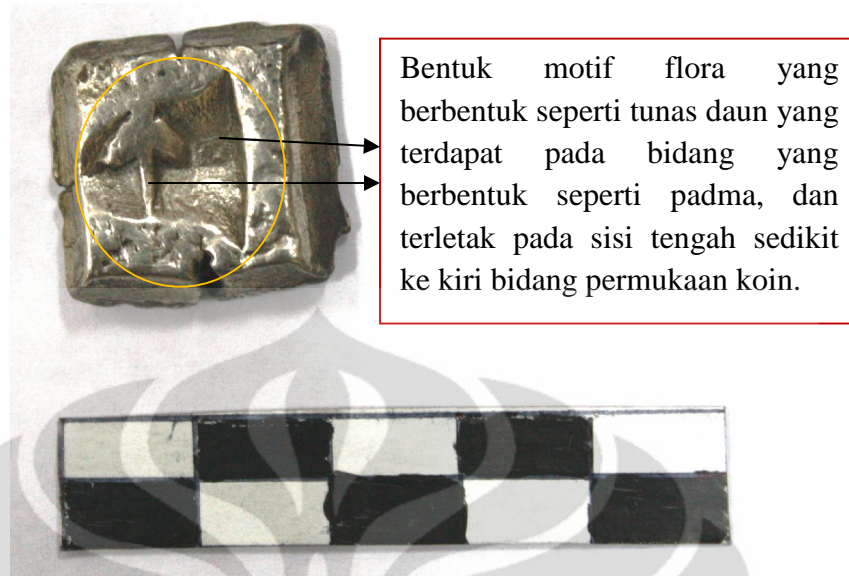 Bentuk motif flora yang
berbentuk seperti tunas daun yang
terdapat pada bidang yang
berbentuk seperti padma, dan
terletak pada sisi tengah sedikit
ke kiri bidang permukaan koin.